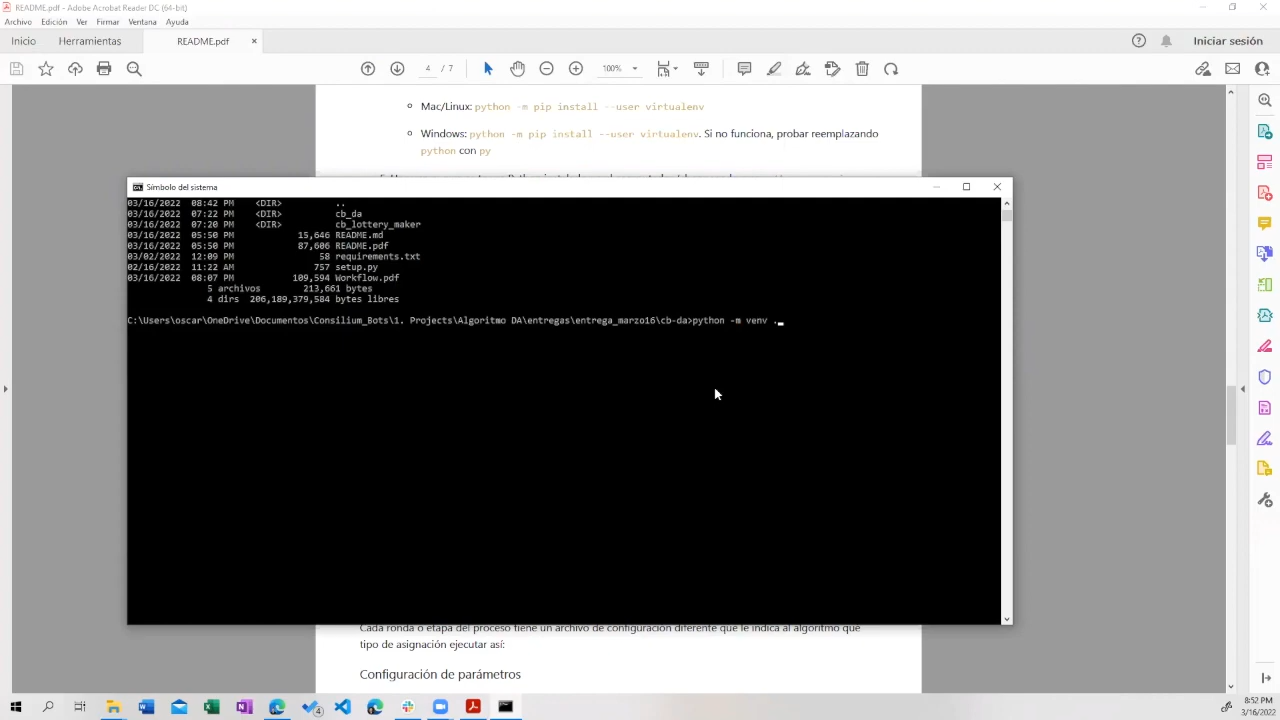 README.pdf - Adobe Acrobat Reader DC (64-bit)
Archivo Edición Ver Firmar Ventana Ayuda
Inicio Herramientas README.pdf × Iniciar sesión
4 / 7 100%
Mac/Linux: python -m pip install --user virtualenv
Windows: python -m pip install --user virtualenv. Si no funciona, probar reemplazando
python con py
Símbolo del sistema
03/16/2022 08:42 PM <DIR> ..
03/16/2022 07:22 PM <DIR> cb_da
03/16/2022 07:20 PM <DIR> cb_lottery_maker
03/16/2022 05:50 PM 15,646 README.md
03/16/2022 05:50 PM 87,606 README.pdf
03/02/2022 12:09 PM 58 requirements.txt
02/16/2022 11:22 AM 757 setup.py
03/16/2022 08:07 PM 109,594 Workflow.pdf
5 archivos 213,661 bytes
4 dirs 206,189,379,584 bytes libres
C:\Users\oscar\OneDrive\Documentos\Consilium_Bots\1. Projects\Algoritmo DA\entregas\entrega_marzo16\cb-da>python -m venv ._
Cada ronda o etapa del proceso tiene un archivo de configuración diferente que le indica al algoritmo que
tipo de asignación ejecutar así:
Configuración de parámetros
8:52 PM
3/16/2022